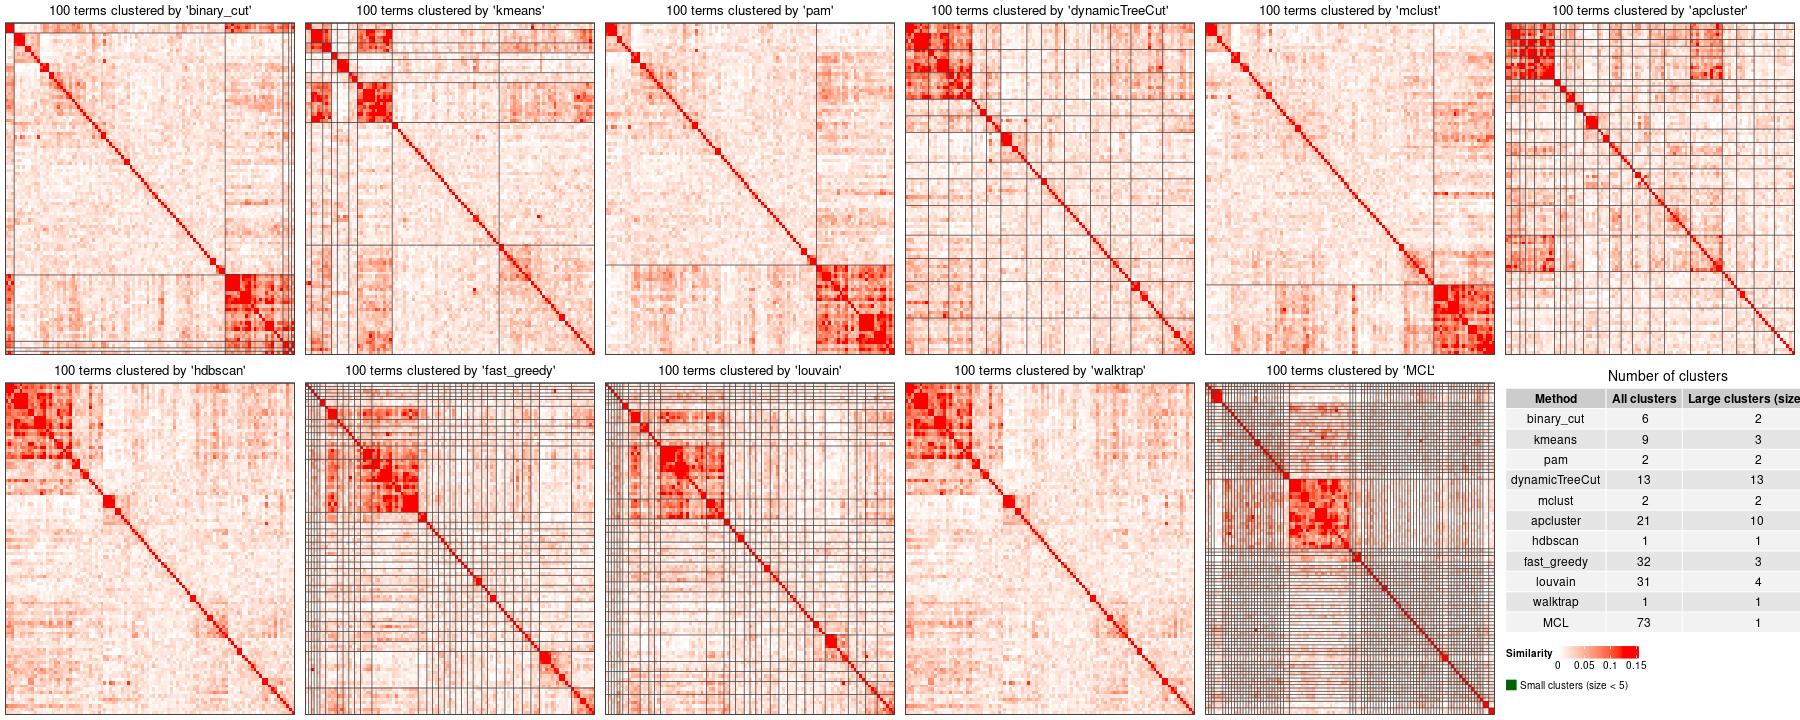 100 terms clustered by 'binary_cut'
100 terms clustered by 'kmeans'
100 terms clustered by 'pam'
100 terms clustered by 'dynamicTreeCut'
100 terms clustered by 'mclust'
100 terms clustered by 'apcluster'
100 terms clustered by 'hdbscan'
100 terms clustered by 'fast_greedy'
100 terms clustered by 'louvain'
100 terms clustered by 'walktrap'
100 terms clustered by 'MCL'
Number of clusters
Method All clusters Large clusters (size
binary_cut 6 2
kmeans 9 3
pam 2 2
dynamicTreeCut 13 13
mclust 2 2
apcluster 21 10
hdbscan 1 1
fast_greedy 32 3
louvain 31 4
walktrap 1 1
MCL 73 1
Similarity
0 0.05 0.1 0.15
Small clusters (size < 5)